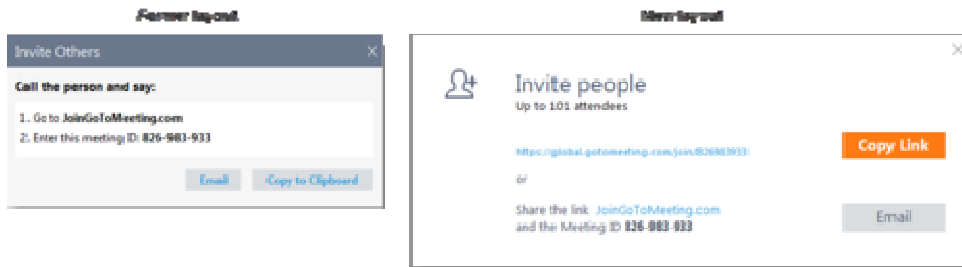 Former layout
New layout
Invite Others
Call the person and say:
1. Go to JoinGoToMeeting.com
2. Enter this meeting ID: 826-983-933
Email
Copy to Clipboard
Invite people
Up to 101 attendees
https://global.gotomeeting.com/join/826983933
Copy Link
or
Share the link JoinGoToMeeting.com
and the Meeting ID 826-983-933
Email